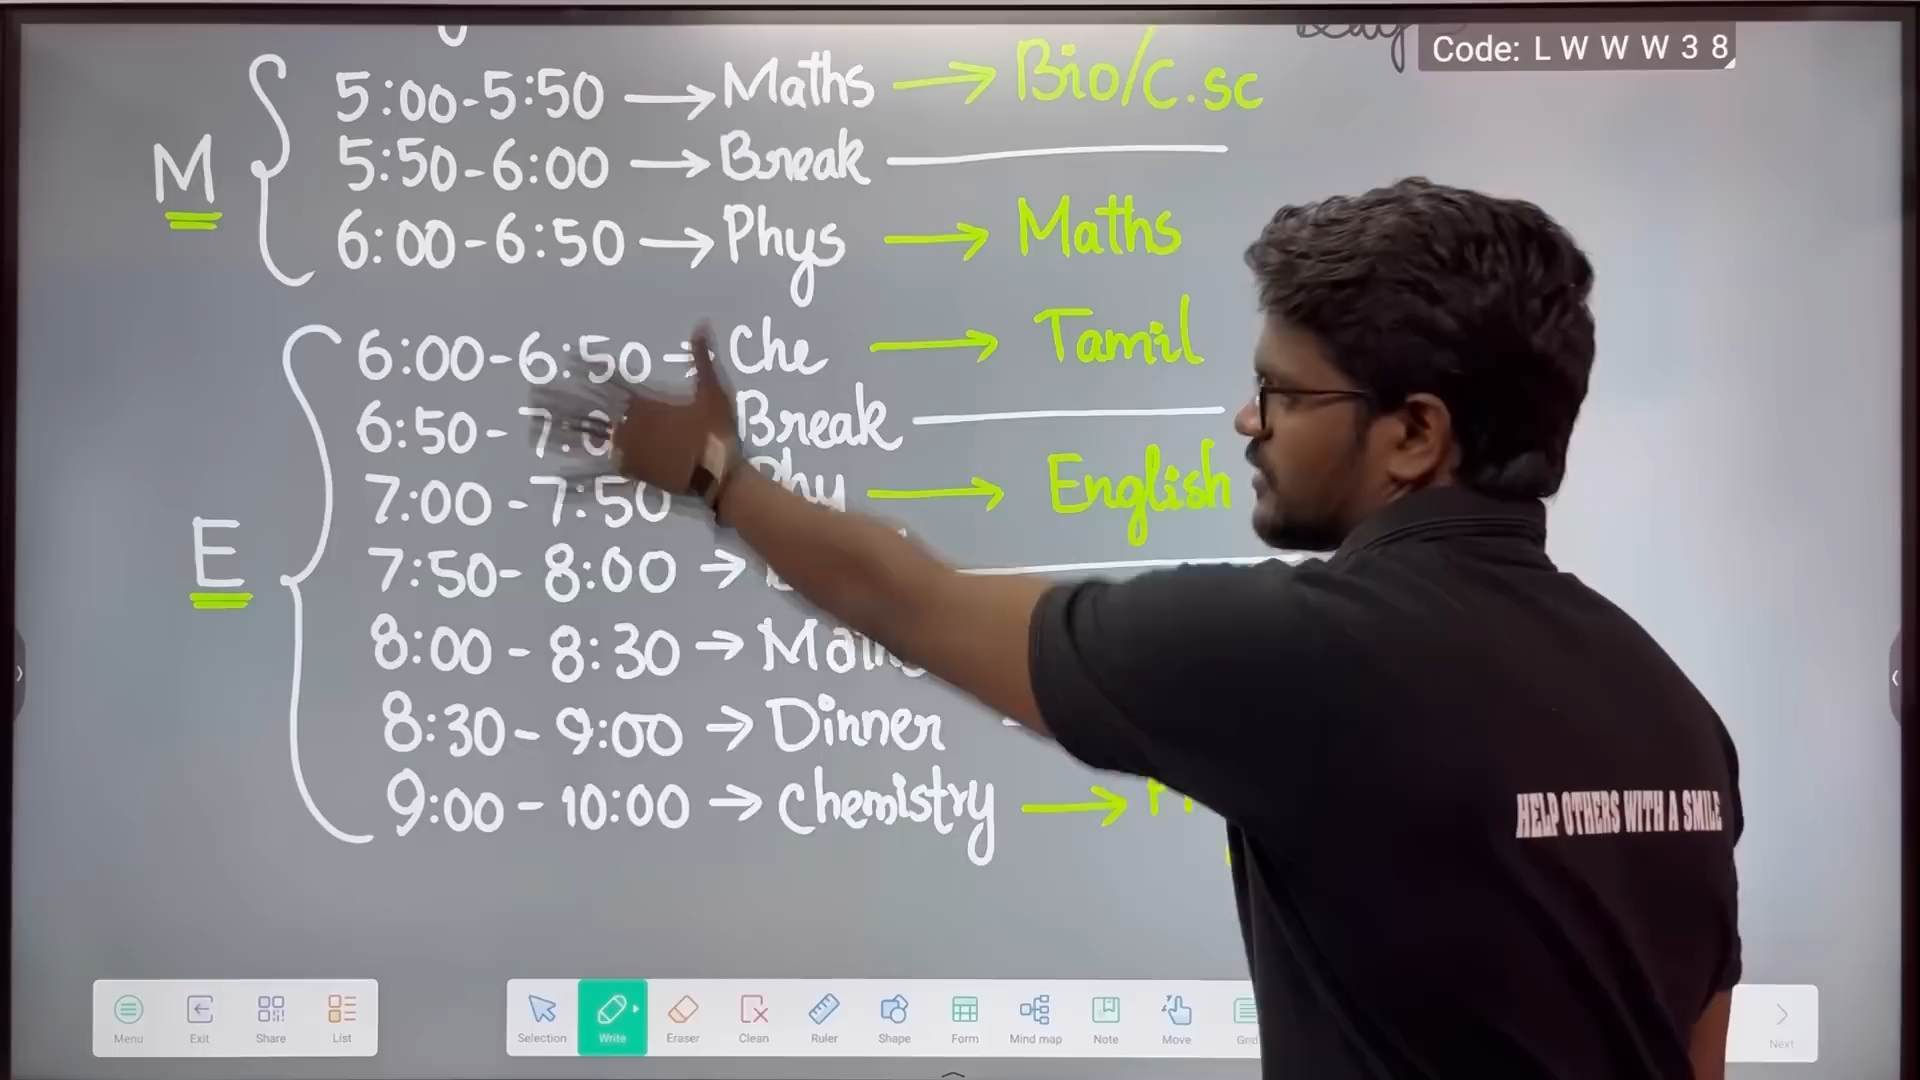 Code: L W W W 3 8
5:00-5:50 → Maths → Bio/C.sc
5:50-6:00 → Break
M
6:00-6:50 → Phys → Maths
6:00-6:50 → Che → Tamil
6:50- Break
7:00-7:50 Phy → English
E
7:50-8:00 →
8:00-8:30 → Maths
8:30-9:00 → Dinner
9:00-10:00 → Chemistry →
HELP OTHERS WITH A SMILE
Menu Exit Share List Selection Write Eraser Clean Ruler Shape Form Mind map Note Move Next